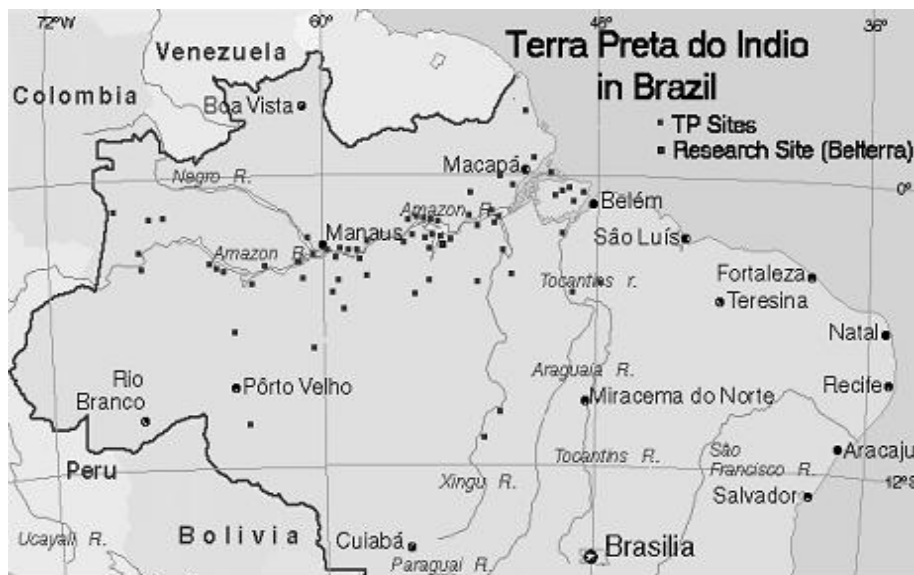 72°W
60°
48°
36°
Terra Preta do Indio
in Brazil
TP Sites
Research Site (Belterra)
Venezuela
Colombia
Boa Vista
Macapá
0°
Negro R.
Amazon R.
Belém
Manaus
São Luís
Amazon R.
Tocantins r.
Fortaleza
Teresina
Natal
Rio
Branco
Pôrto Velho
Araguaia R.
Miracema do Norte
Recife
Peru
Xingu R.
Tocantins R.
São
Francisco R.
Aracaju
12°S
Salvador
Ucayali R.
Bolivia
Cuiabá
Paraguai R.
Brasilia